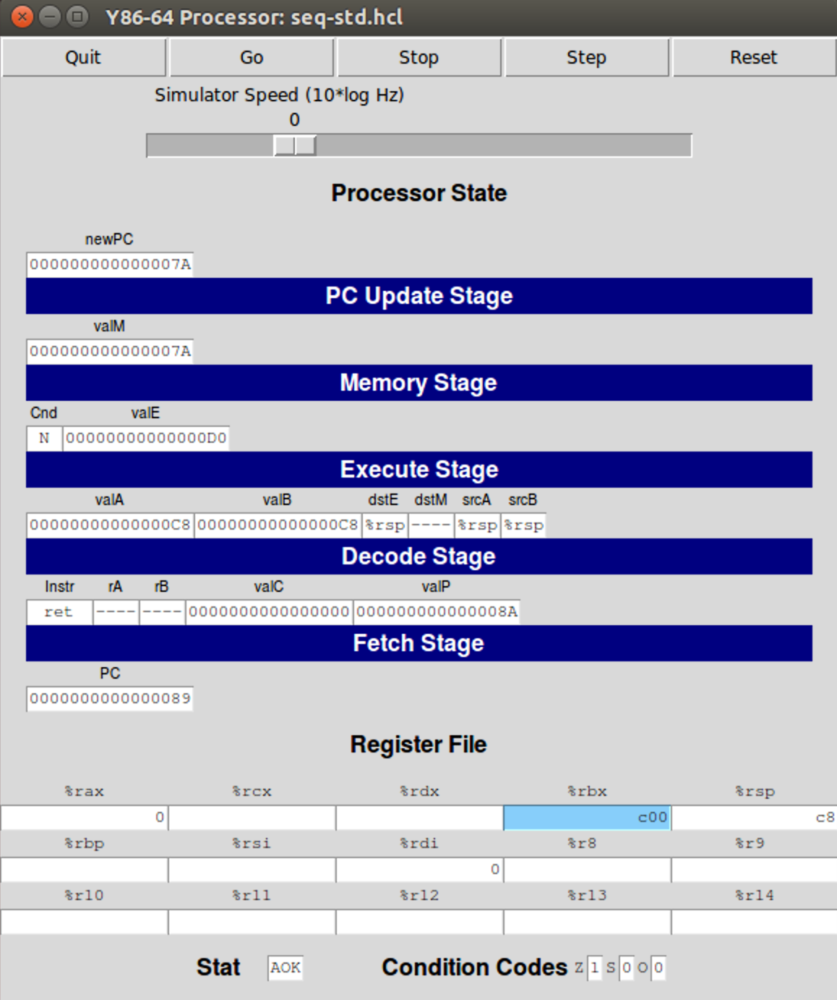 Y86-64 Processor: seq-std.hcl
Quit Go Stop Step Reset
Simulator Speed (10*log Hz)
0
Processor State
newPC
000000000000007A
PC Update Stage
valM
000000000000007A
Memory Stage
Cnd valE
N 00000000000000D0
Execute Stage
valA valB dstE dstM srcA srcB
00000000000000C8 00000000000000C8 %rsp ---- %rsp %rsp
Decode Stage
Instr rA rB valC valP
ret ---- ---- 0000000000000000 000000000000008A
Fetch Stage
PC
0000000000000089
Register File
%rax %rcx %rdx %rbx %rsp
0 c00 c8
%rbp %rsi %rdi %r8 %r9
0
%r10 %r11 %r12 %r13 %r14
Stat AOK Condition Codes Z 1 S 0 O 0